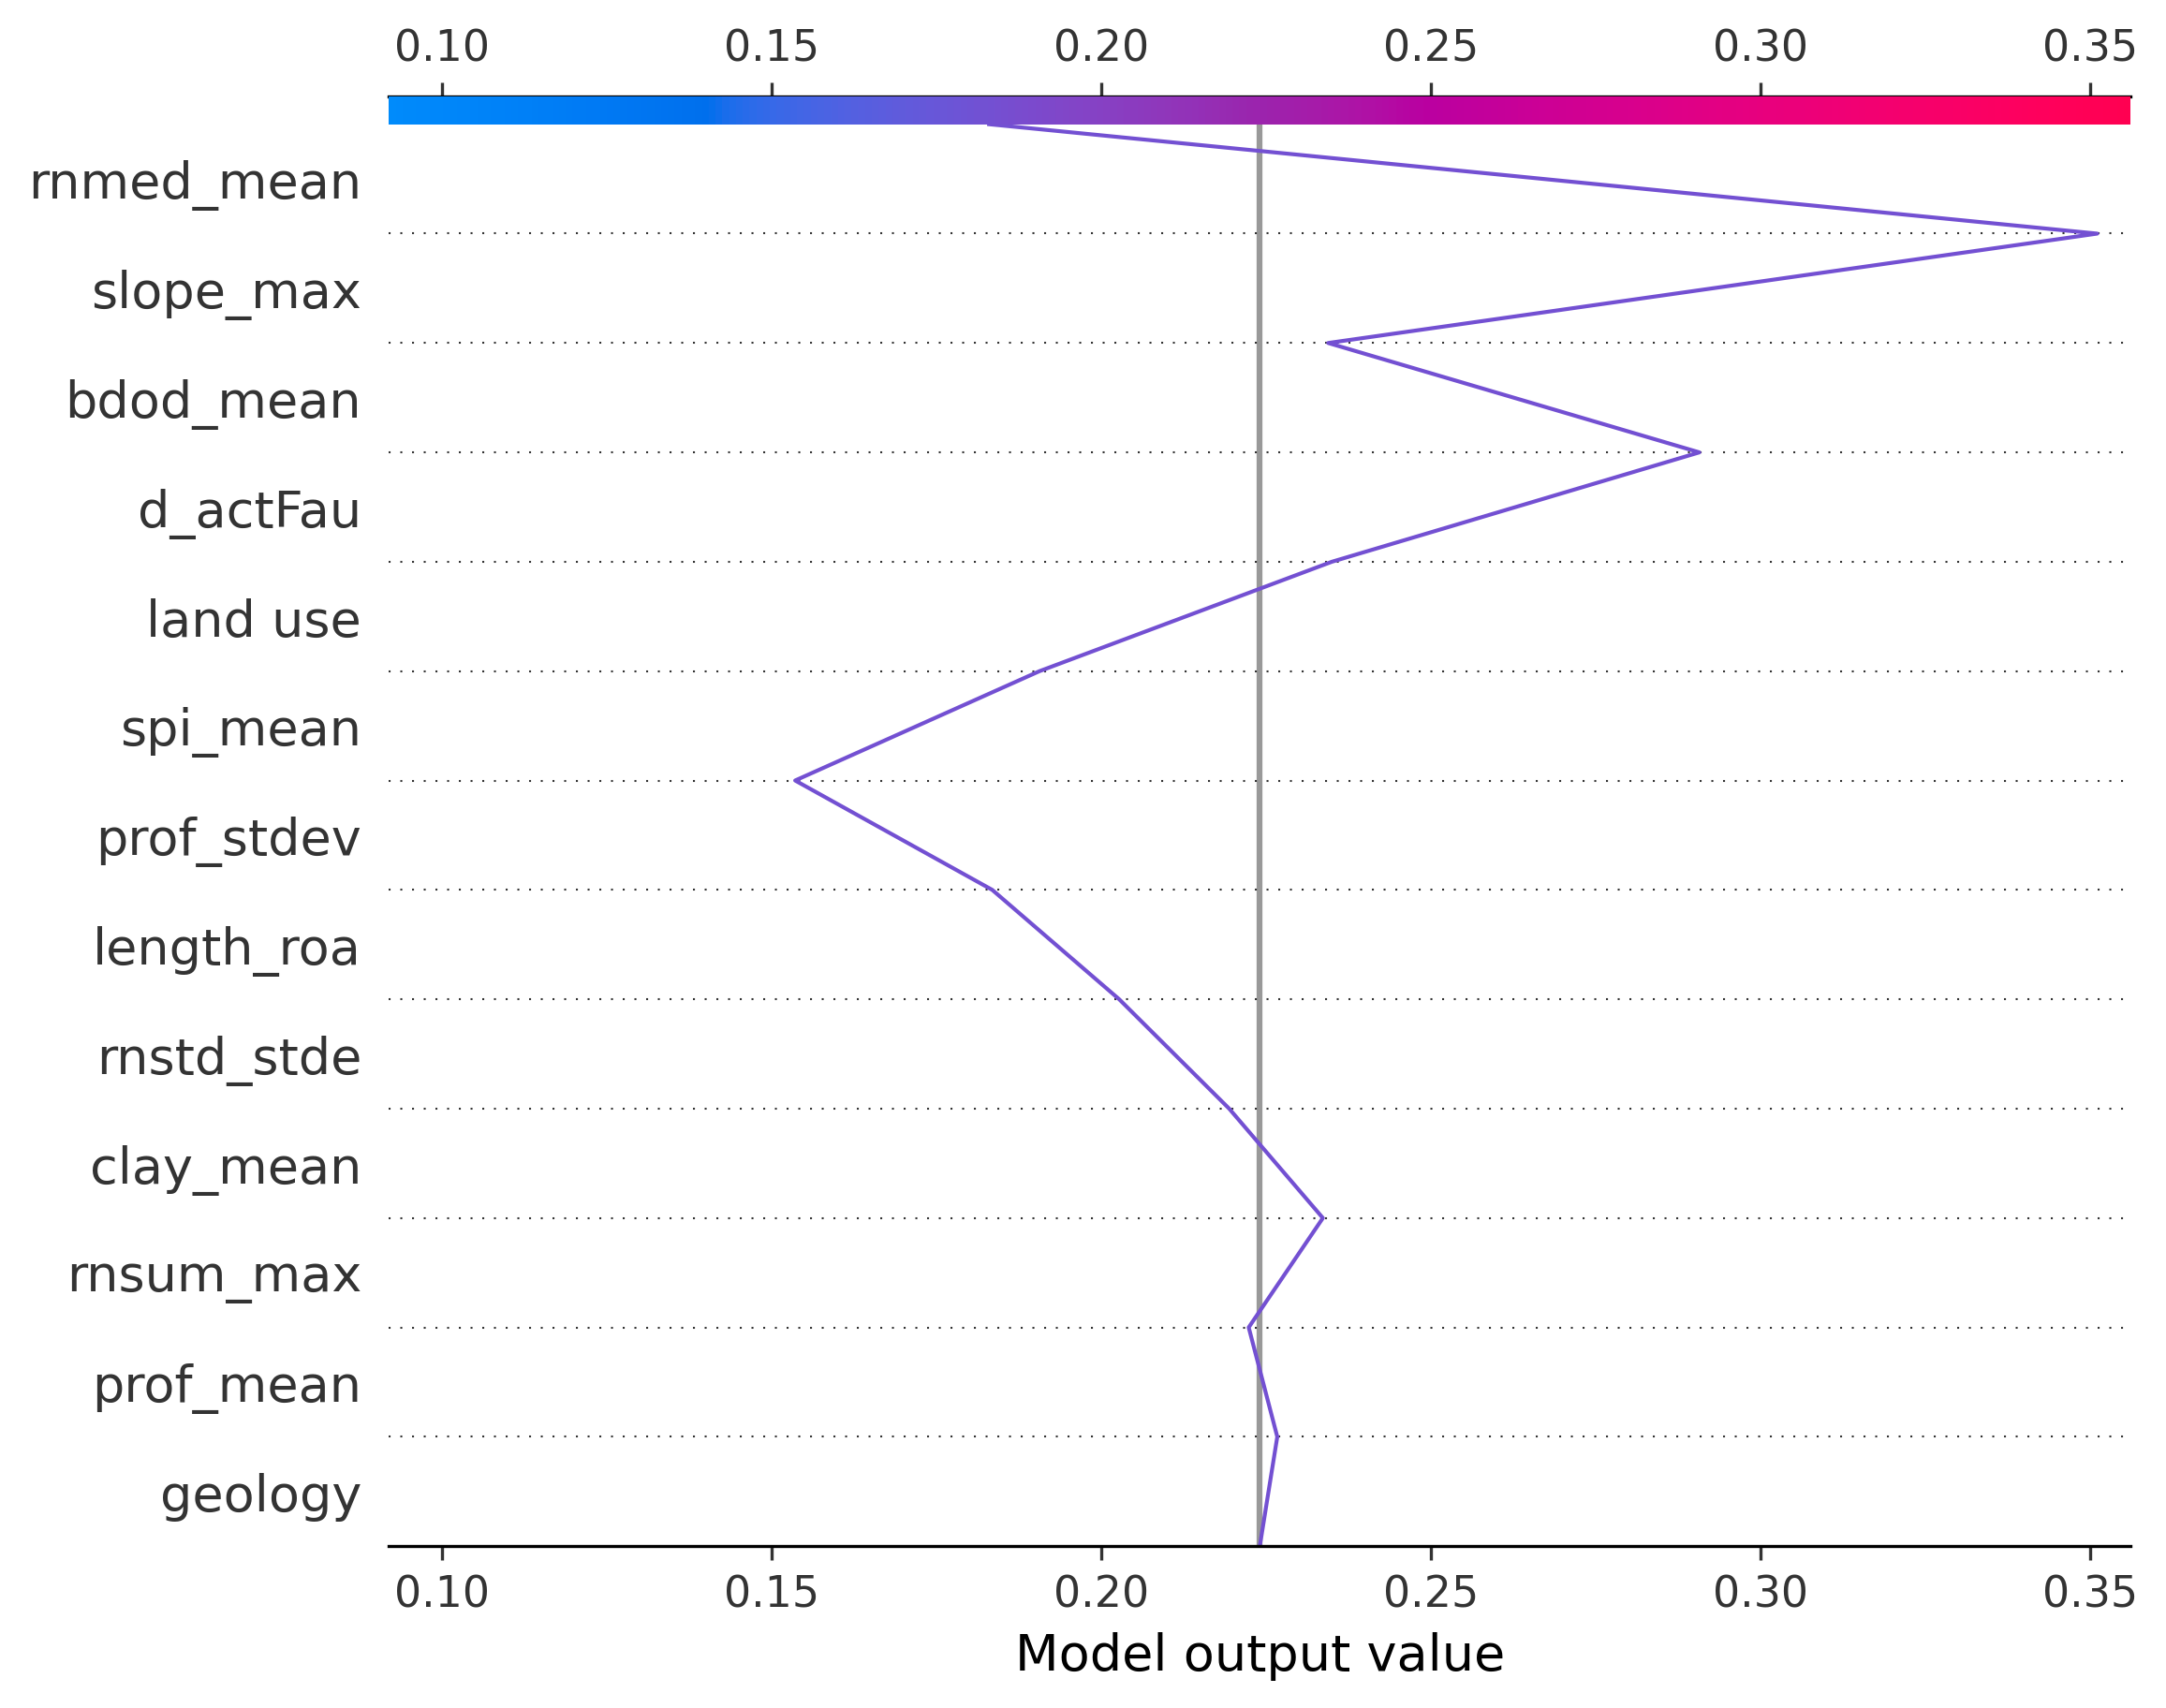 0.10 0.15 0.20 0.25 0.30 0.35
rnmed_mean
slope_max
bdod_mean
d_actFau
land use
spi_mean
prof_stdev
length_roa
rnstd_stde
clay_mean
rnsum_max
prof_mean
geology
0.10 0.15 0.20 0.25 0.30 0.35
Model output value